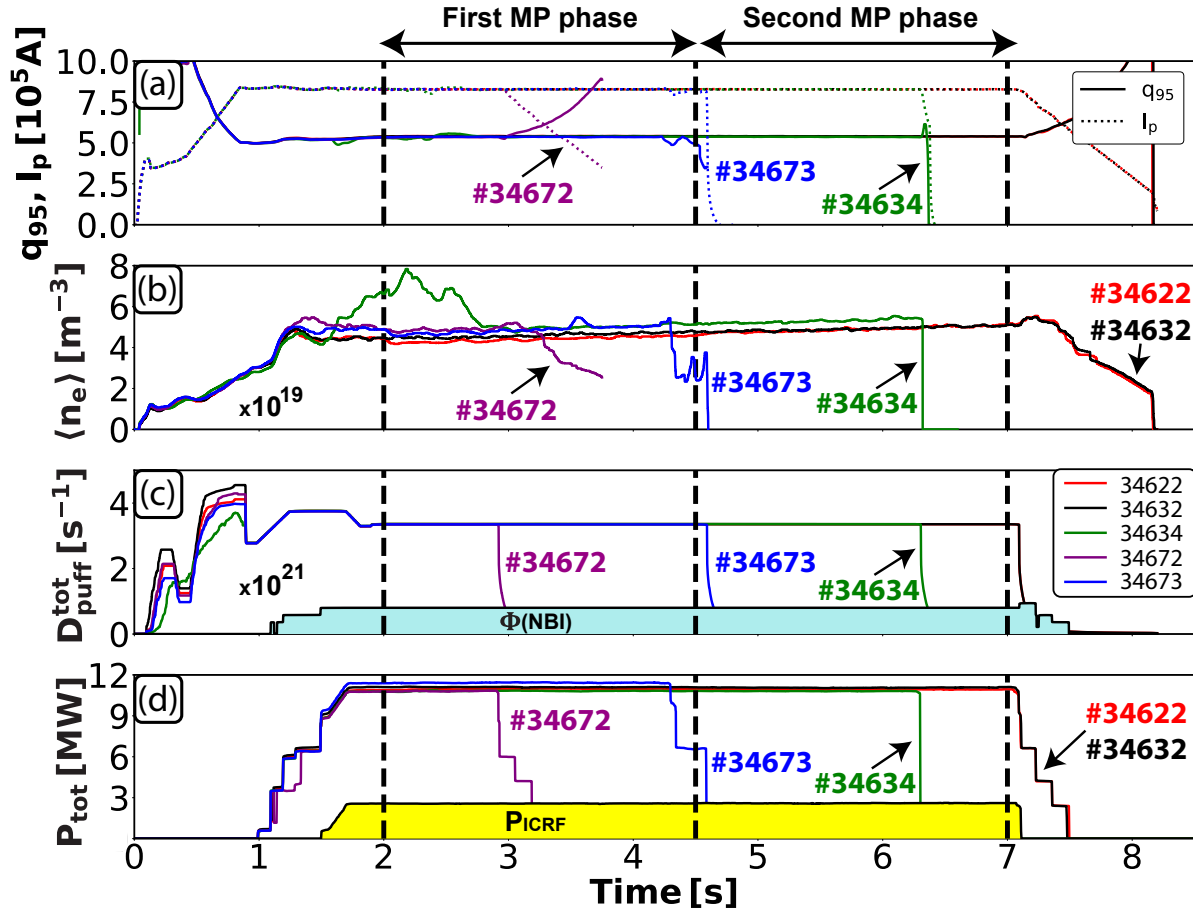 First MP phase
Second MP phase
q95, Ip [10^5A]
10.0
7.5
5.0
2.5
0.0
(a)
q95
Ip
#34672
#34673
#34634
⟨ne⟩ [m^−3]
8
6
4
2
0
(b)
x10^19
#34672
#34673
#34634
#34622
#34632
D^tot_puff [s^−1]
4
2
0
(c)
x10^21
#34672
#34673
#34634
Φ(NBI)
34622
34632
34634
34672
34673
Ptot [MW]
12
9
6
3
(d)
#34672
#34673
#34634
#34622
#34632
PICRF
0 1 2 3 4 5 6 7 8
Time [s]